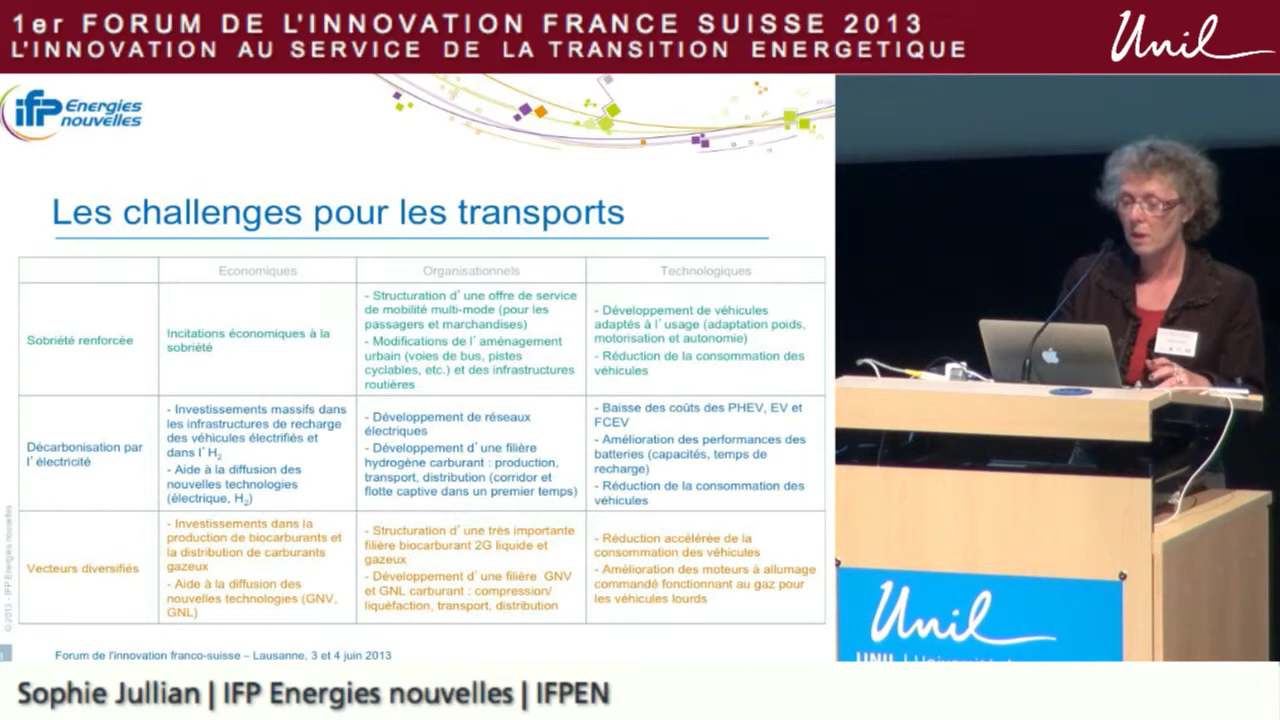 1er FORUM DE L'INNOVATION FRANCE SUISSE 2013
L'INNOVATION AU SERVICE DE LA TRANSITION ENERGETIQUE
Unil
ifp Energies
nouvelles
Les challenges pour les transports
Economiques
Organisationnels
Technologiques
Sobriété renforcée
Incitations économiques à la
sobriété
- Structuration d'une offre de service
de mobilité multi-mode (pour les
passagers et marchandises)
- Modifications de l'aménagement
urbain (voies de bus, pistes
cyclables, etc.) et des infrastructures
routières
- Développement de véhicules
adaptés à l'usage (adaptation poids,
motorisation et autonomie)
- Réduction de la consommation des
véhicules
Décarbonisation par
l'électricité
- Investissements massifs dans
les infrastructures de recharge
des véhicules électrifiés et
dans l'H2
- Aide à la diffusion des
nouvelles technologies
(électrique, H2)
- Développement de réseaux
électriques
- Développement d'une filière
hydrogène carburant : production,
transport, distribution (corridor et
flotte captive dans un premier temps)
- Baisse des coûts des PHEV, EV et
FCEV
- Amélioration des performances des
batteries (capacités, temps de
recharge)
- Réduction de la consommation des
véhicules
Vecteurs diversifiés
- Investissements dans la
production de biocarburants et
la distribution de carburants
gazeux
- Aide à la diffusion des
nouvelles technologies (GNV,
GNL)
- Structuration d'une très importante
filière biocarburant 2G liquide et
gazeux
- Développement d'une filière GNV
et GNL carburant : compression/
liquéfaction, transport, distribution
- Réduction accélérée de la
consommation des véhicules
- Amélioration des moteurs à allumage
commandé fonctionnant au gaz pour
les véhicules lourds
© 2013 - IFP Energies nouvelles
Forum de l'innovation franco-suisse – Lausanne, 3 et 4 juin 2013
Unil
Sophie Jullian | IFP Energies nouvelles | IFPEN